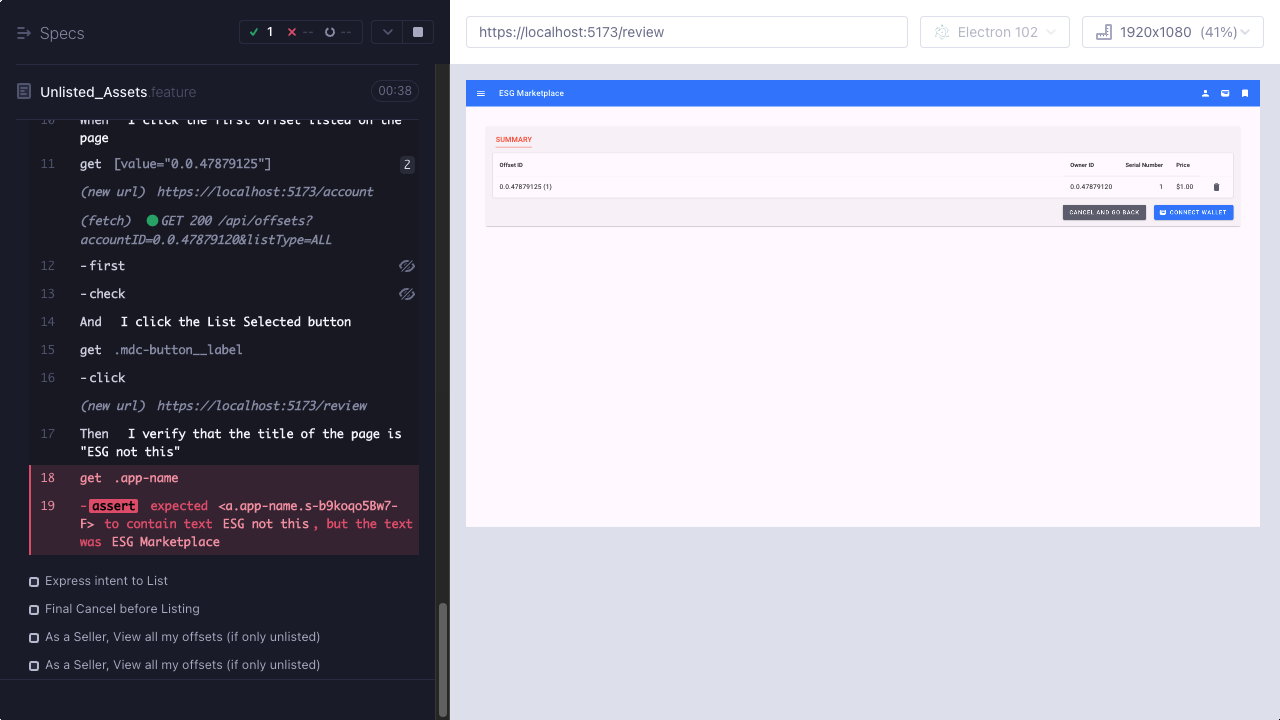 Specs
1
--
--
https://localhost:5173/review
Electron 102
1920x1080 (41%)
Unlisted_Assets.feature
00:38
10 When I click the first offset listed on the
page
11 get [value="0.0.47879125"] 2
(new url) https://localhost:5173/account
(fetch) GET 200 /api/offsets?
accountID=0.0.47879120&listType=ALL
12 -first
13 -check
14 And I click the List Selected button
15 get .mdc-button__label
16 -click
(new url) https://localhost:5173/review
17 Then I verify that the title of the page is
"ESG not this"
18 get .app-name
19 -assert expected <a.app-name.s-b9koqo5Bw7-
F> to contain text ESG not this, but the text
was ESG Marketplace
Express intent to List
Final Cancel before Listing
As a Seller, View all my offsets (if only unlisted)
As a Seller, View all my offsets (if only unlisted)
ESG Marketplace
SUMMARY
Offset ID Owner ID Serial Number Price
0.0.47879125 (1) 0.0.47879120 1 $1.00
CANCEL AND GO BACK CONNECT WALLET